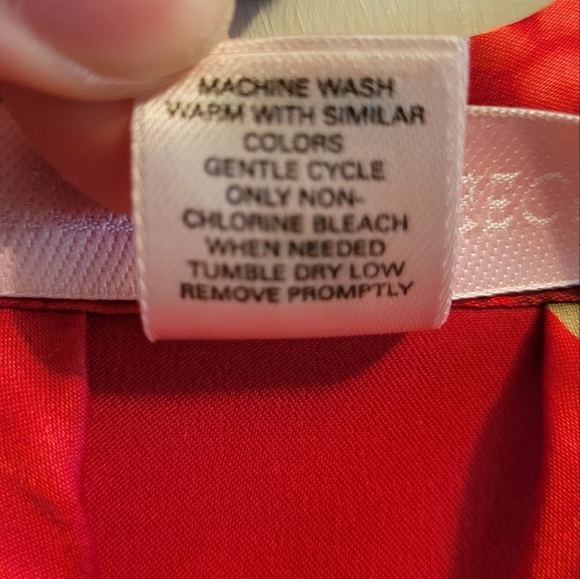 MACHINE WASH
WARM WITH SIMILAR
COLORS
GENTLE CYCLE
ONLY NON-
CHLORINE BLEACH
WHEN NEEDED
TUMBLE DRY LOW
REMOVE PROMPTLY